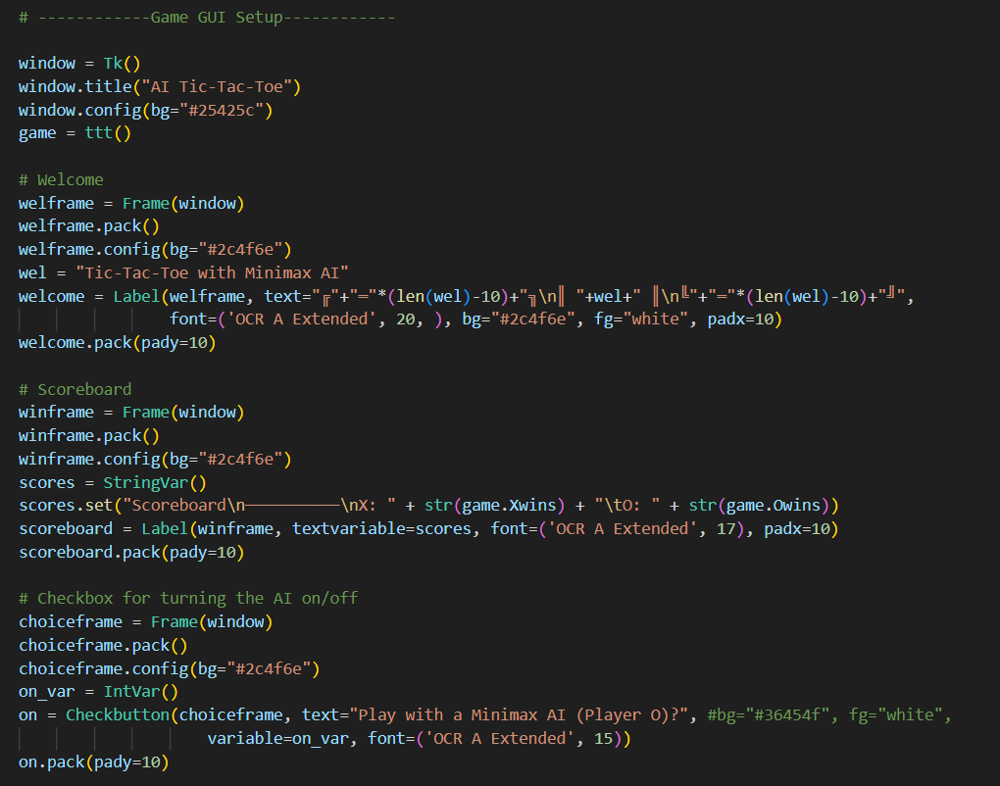 # ------------Game GUI Setup------------
window = Tk()
window.title("AI Tic-Tac-Toe")
window.config(bg="#25425c")
game = ttt()
# Welcome
welframe = Frame(window)
welframe.pack()
welframe.config(bg="#2c4f6e")
wel = "Tic-Tac-Toe with Minimax AI"
welcome = Label(welframe, text="╔"+"═"*(len(wel)-10)+"╗\n║ "+wel+" ║\n╚"+"═"*(len(wel)-10)+"╝",
font=('OCR A Extended', 20, ), bg="#2c4f6e", fg="white", padx=10)
welcome.pack(pady=10)
# Scoreboard
winframe = Frame(window)
winframe.pack()
winframe.config(bg="#2c4f6e")
scores = StringVar()
scores.set("Scoreboard\n──────────\nX: " + str(game.Xwins) + "\tO: " + str(game.Owins))
scoreboard = Label(winframe, textvariable=scores, font=('OCR A Extended', 17), padx=10)
scoreboard.pack(pady=10)
# Checkbox for turning the AI on/off
choiceframe = Frame(window)
choiceframe.pack()
choiceframe.config(bg="#2c4f6e")
on_var = IntVar()
on = Checkbutton(choiceframe, text="Play with a Minimax AI (Player O)?", #bg="#36454f", fg="white",
variable=on_var, font=('OCR A Extended', 15))
on.pack(pady=10)